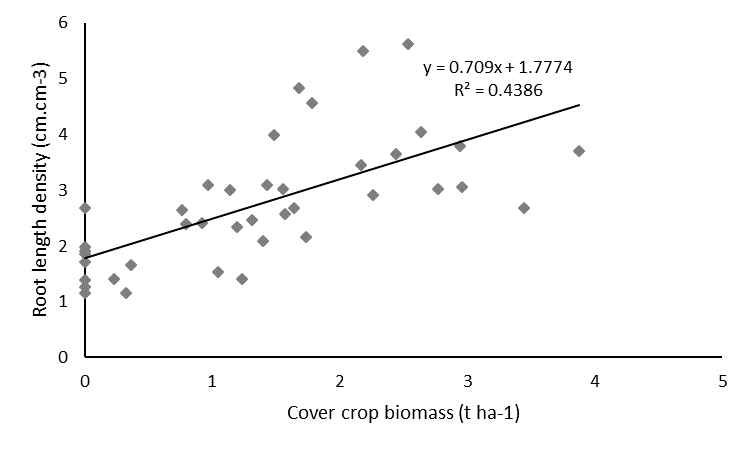 6
5
4
3
2
1
0
Root length density (cm.cm-3)
y = 0.709x + 1.7774
R² = 0.4386
0 1 2 3 4 5
Cover crop biomass (t ha-1)